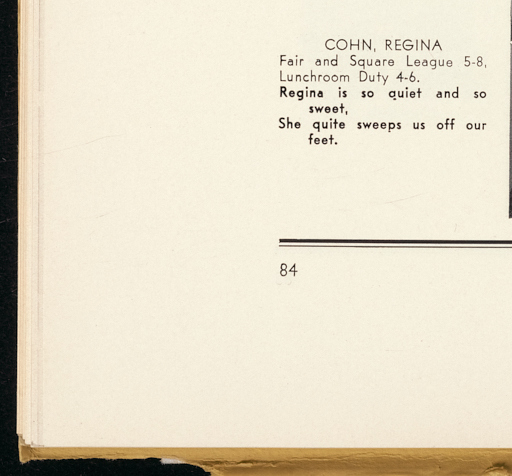 COHN, REGINA
Fair and Square League 5-8,
Lunchroom Duty 4-6.
Regina is so quiet and so
sweet,
She quite sweeps us off our
feet.
84